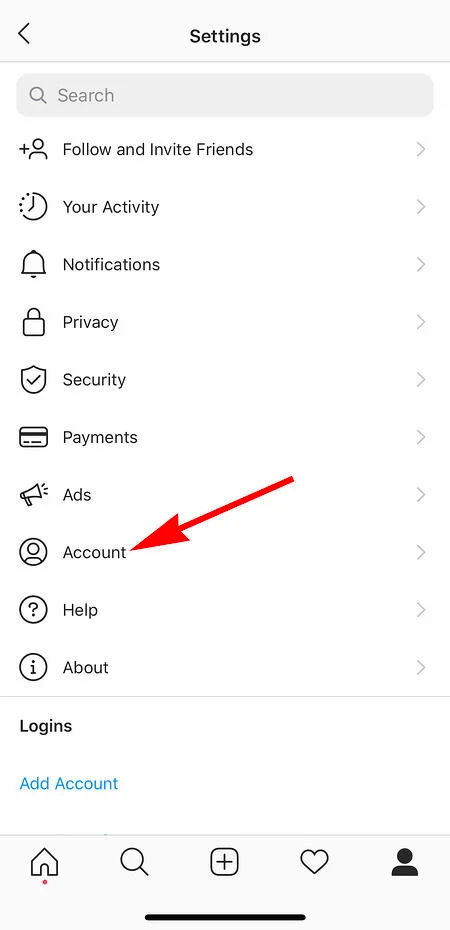 Settings
Search
Follow and Invite Friends
Your Activity
Notifications
Privacy
Security
Payments
Ads
Account
Help
About
Logins
Add Account